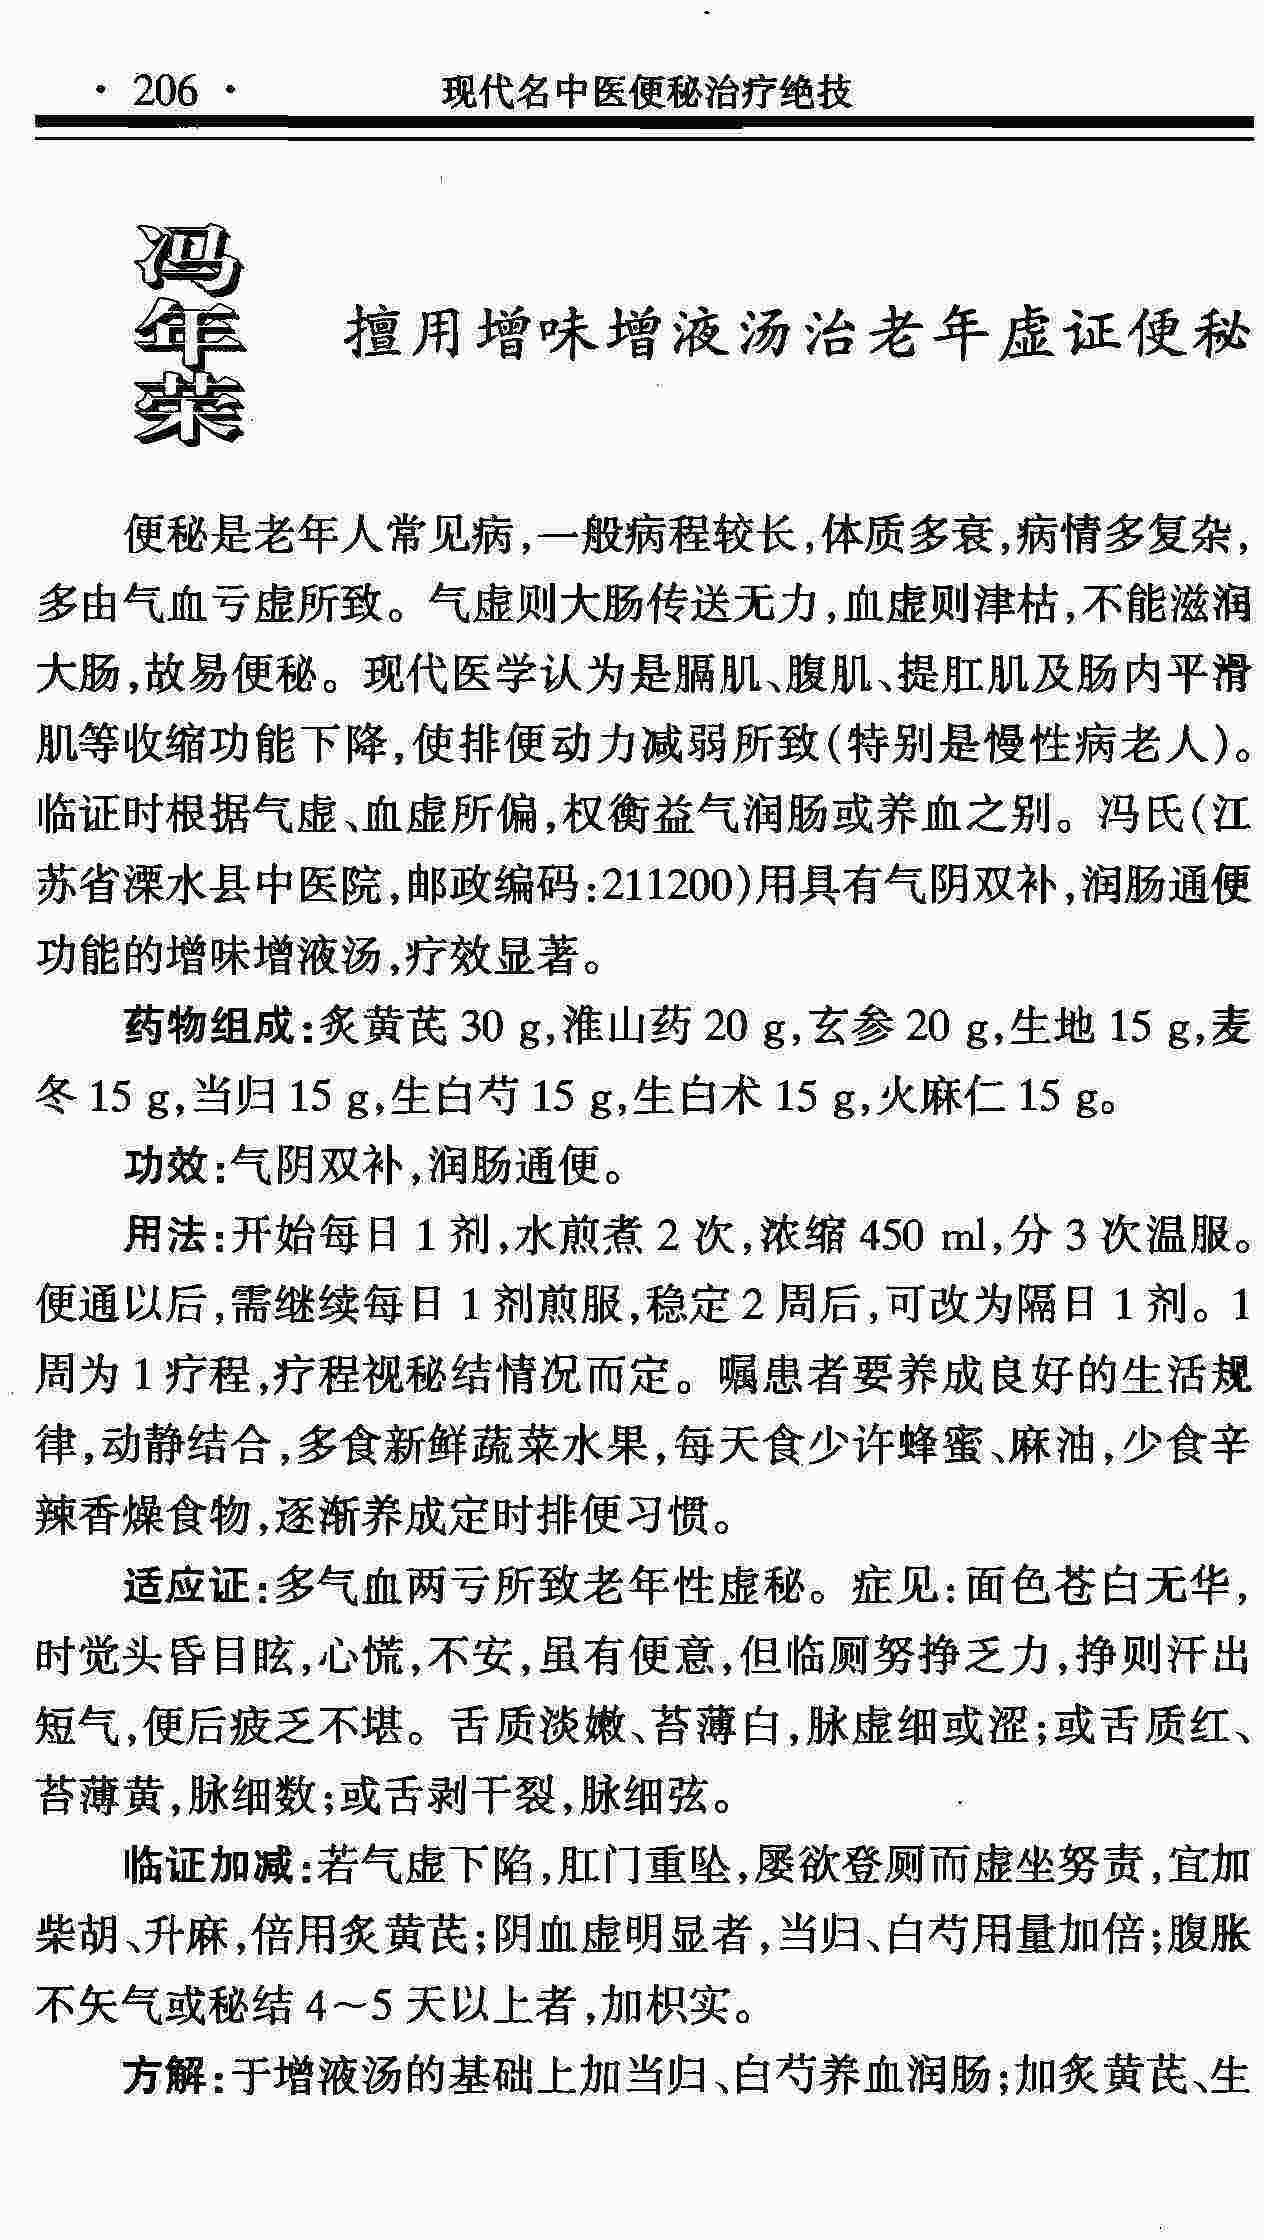 · 206 ·
现代名中医便秘治疗绝技
冯年荣
擅用增味增液汤治老年虚证便秘
便秘是老年人常见病,一般病程较长,体质多衰,病情多复杂,
多由气血亏虚所致。气虚则大肠传送无力,血虚则津枯,不能滋润
大肠,故易便秘。现代医学认为是膈肌、腹肌、提肛肌及肠内平滑
肌等收缩功能下降,使排便动力减弱所致(特别是慢性病老人)。
临证时根据气虚、血虚所偏,权衡益气润肠或养血之别。冯氏(江
苏省溧水县中医院,邮政编码:211200)用具有气阴双补,润肠通便
功能的增味增液汤,疗效显著。
药物组成:炙黄芪 30 g,淮山药 20 g,玄参 20 g,生地 15 g,麦
冬 15 g,当归 15 g,生白芍 15 g,生白术 15 g,火麻仁 15 g。
功效:气阴双补,润肠通便。
用法:开始每日 1 剂,水煎煮 2 次,浓缩 450 ml,分 3 次温服。
便通以后,需继续每日 1 剂煎服,稳定 2 周后,可改为隔日 1 剂。1
周为 1 疗程,疗程视秘结情况而定。嘱患者要养成良好的生活规
律,动静结合,多食新鲜蔬菜水果,每天食少许蜂蜜、麻油,少食辛
辣香燥食物,逐渐养成定时排便习惯。
适应证:多气血两亏所致老年性虚秘。症见:面色苍白无华,
时觉头昏目眩,心慌,不安,虽有便意,但临厕努挣乏力,挣则汗出
短气,便后疲乏不堪。舌质淡嫩、苔薄白,脉虚细或涩;或舌质红、
苔薄黄,脉细数;或舌剥干裂,脉细弦。
临证加减:若气虚下陷,肛门重坠,屡欲登厕而虚坐努责,宜加
柴胡、升麻,倍用炙黄芪;阴血虚明显者,当归、白芍用量加倍;腹胀
不矢气或秘结 4～5 天以上者,加枳实。
方解:于增液汤的基础上加当归、白芍养血润肠;加炙黄芪、生